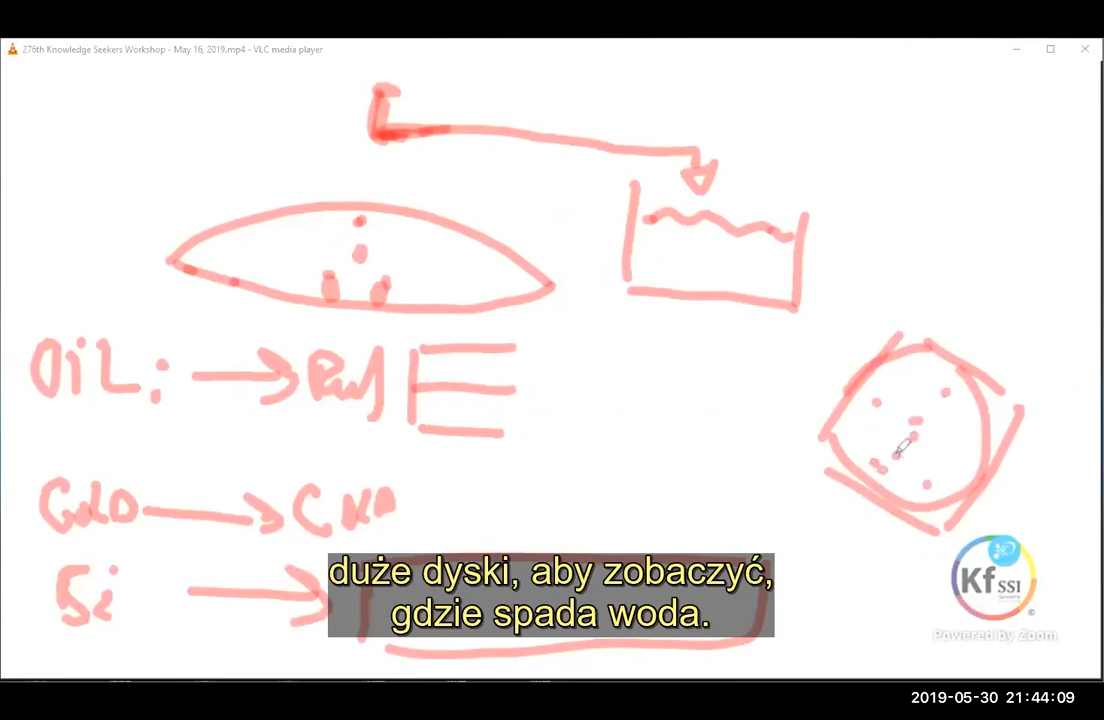 276th Knowledge Seekers Workshop - May 16, 2019.mp4 - VLC media player
OiL:
GOLD
Si
duże dyski, aby zobaczyć,
gdzie spada woda.
Kf SSI
Powered by Zoom
2019-05-30 21:44:09